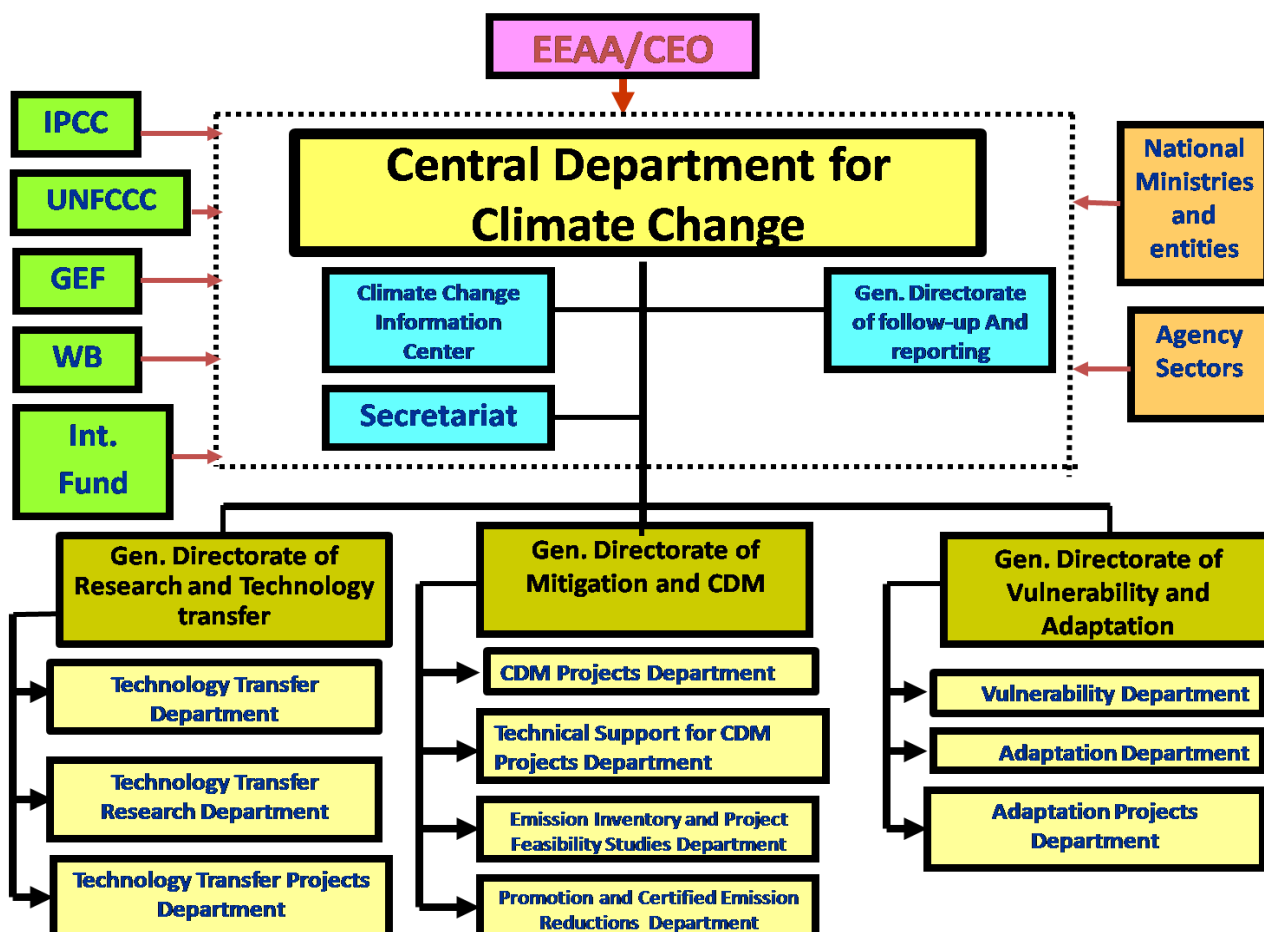 EEAA/CEO
IPCC
UNFCCC
GEF
WB
Int.
Fund
Central Department for
Climate Change
National
Ministries
and
entities
Agency
Sectors
Climate Change
Information
Center
Gen. Directorate
of follow-up And
reporting
Secretariat
Gen. Directorate of
Research and Technology
transfer
Technology Transfer
Department
Technology Transfer
Research Department
Technology Transfer Projects
Department
Gen. Directorate of
Mitigation and CDM
CDM Projects Department
Technical Support for CDM
Projects Department
Emission Inventory and Project
Feasibility Studies Department
Promotion and Certified Emission
Reductions Department
Gen. Directorate of
Vulnerability and
Adaptation
Vulnerability Department
Adaptation Department
Adaptation Projects
Department